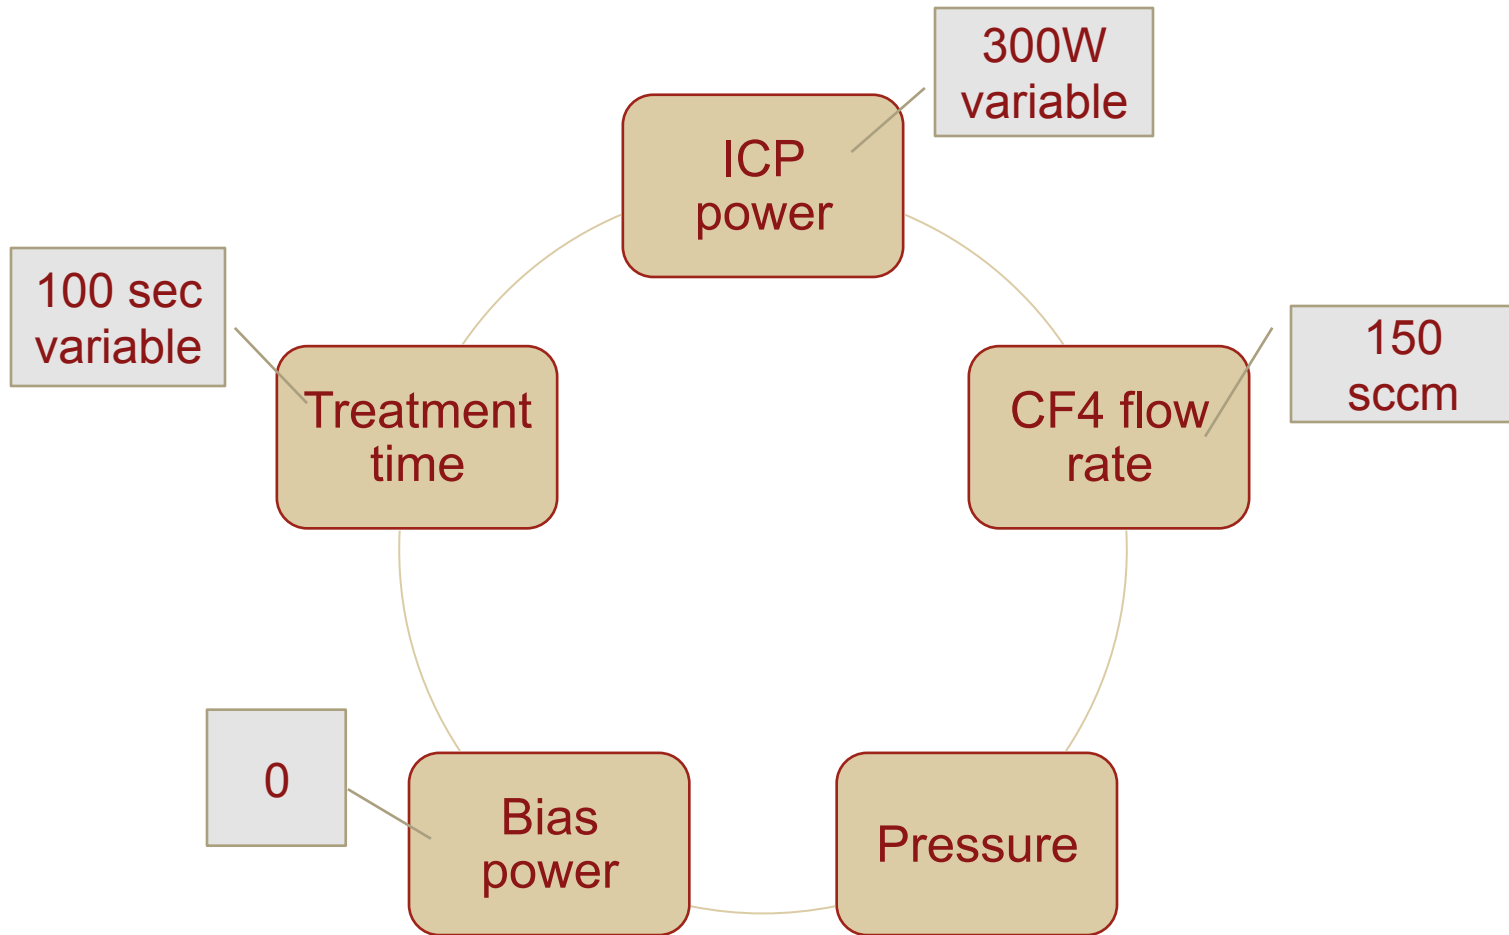 300W
variable
ICP
power
100 sec
variable
150
sccm
Treatment
time
CF4 flow
rate
0
Bias
power
Pressure